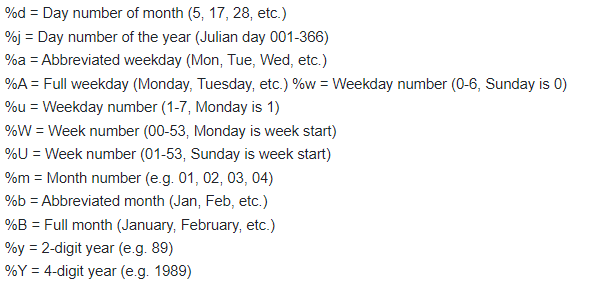 %d = Day number of month (5, 17, 28, etc.)
%j = Day number of the year (Julian day 001-366)
%a = Abbreviated weekday (Mon, Tue, Wed, etc.)
%A = Full weekday (Monday, Tuesday, etc.) %w = Weekday number (0-6, Sunday is 0)
%u = Weekday number (1-7, Monday is 1)
%W = Week number (00-53, Monday is week start)
%U = Week number (01-53, Sunday is week start)
%m = Month number (e.g. 01, 02, 03, 04)
%b = Abbreviated month (Jan, Feb, etc.)
%B = Full month (January, February, etc.)
%y = 2-digit year (e.g. 89)
%Y = 4-digit year (e.g. 1989)